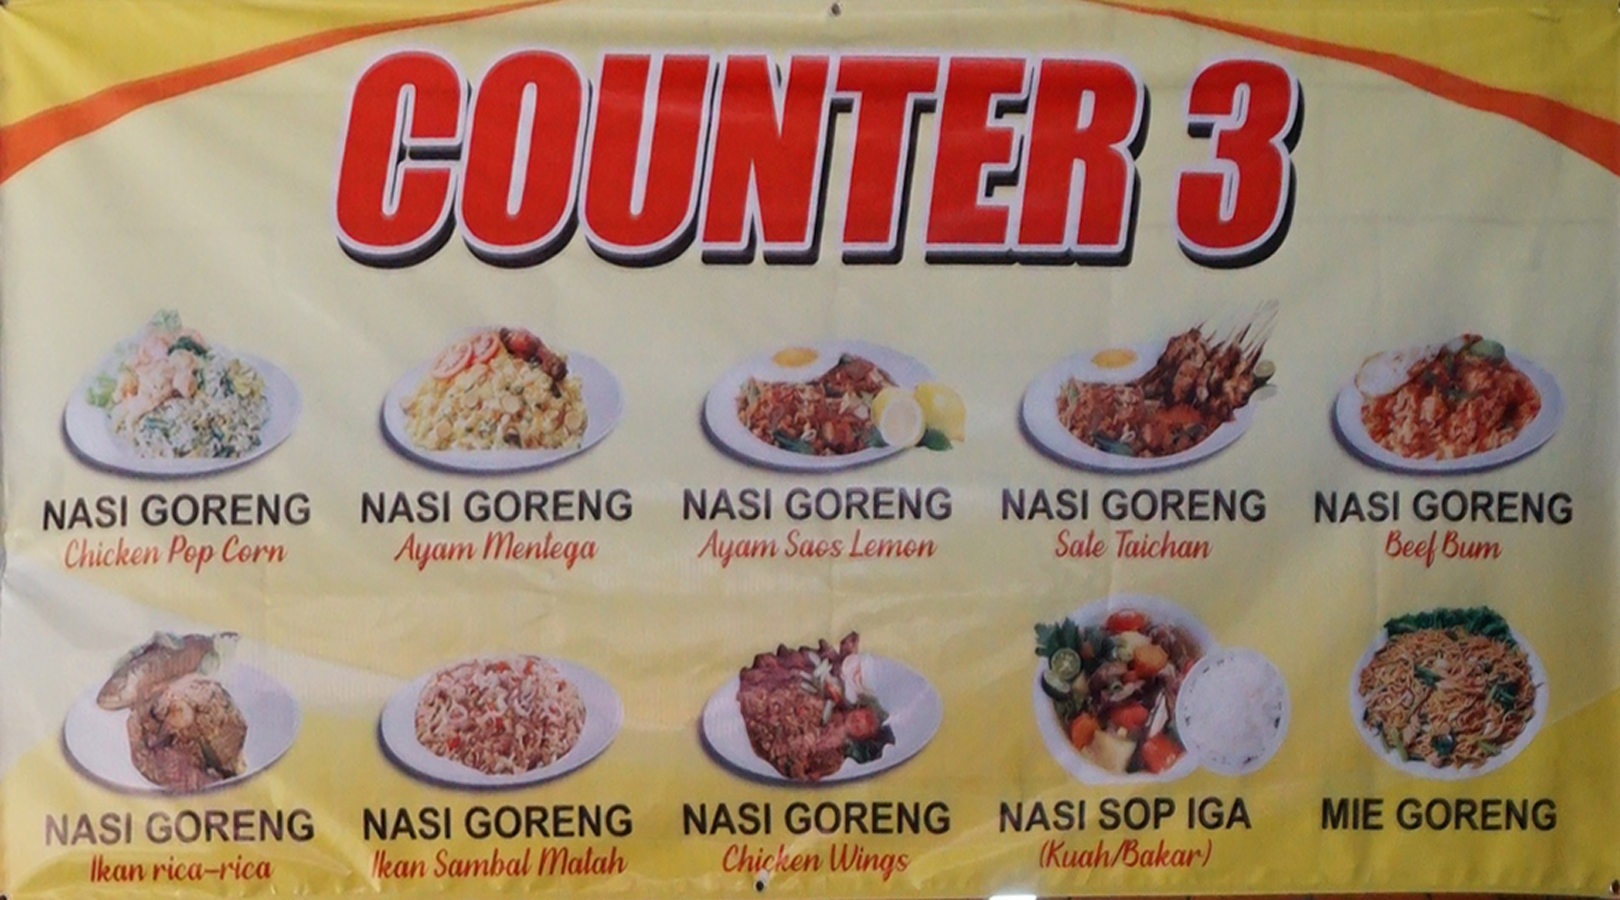 COUNTER 3
NASI GORENG
Chicken Pop Corn
NASI GORENG
Ayam Mentega
NASI GORENG
Ayam Saos Lemon
NASI GORENG
Sate Taichan
NASI GORENG
Beef Bum
NASI GORENG
Ikan rica-rica
NASI GORENG
Ikan Sambal Matah
NASI GORENG
Chicken Wings
NASI SOP IGA
(Kuah/Bakar)
MIE GORENG